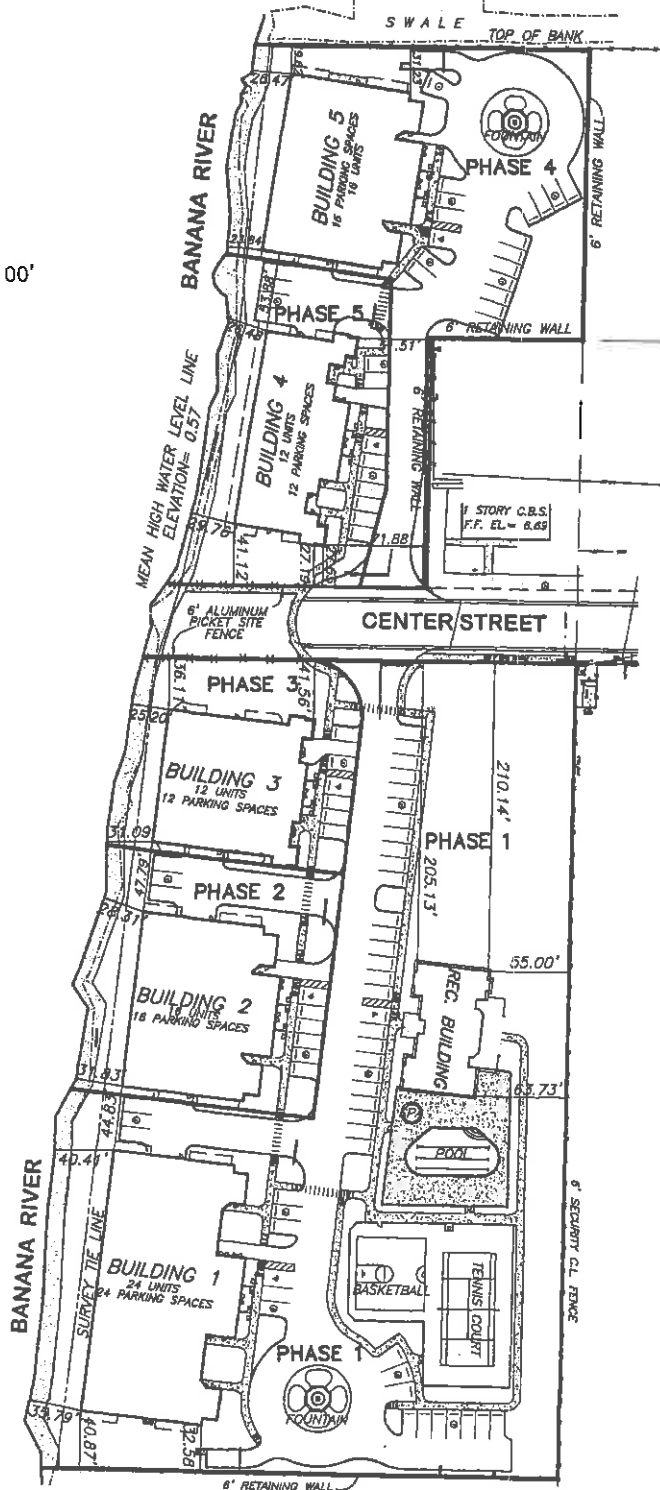 SWALE
TOP OF BANK
31.23
26.47
FOUNTAIN
PHASE 4
BUILDING 5
16 UNITS
16 PARKING SPACES
6' RETAINING WALL
BANANA RIVER
00'
53.88
PHASE 5
6' RETAINING WALL
.51'
MEAN HIGH WATER LEVEL LINE
ELEVATION= 0.57
BUILDING 4
12 UNITS
12 PARKING SPACES
6' RETAINING WALL
1 STORY C.B.S.
F.F. EL= 6.69
29.76
41.12
27.19
71.88
6' ALUMINUM
PICKET SITE
FENCE
CENTER STREET
PHASE 3
36.11
41.56'
25.20'
BUILDING 3
12 UNITS
12 PARKING SPACES
210.14'
PHASE 1
205.13'
31.09
47.79
PHASE 2
BUILDING 2
16 UNITS
16 PARKING SPACES
REC. BUILDING
55.00'
31.83
63.73'
44.83
P
POOL
40.41'
BANANA RIVER
SURVEY TIE LINE
BUILDING 1
24 UNITS
24 PARKING SPACES
BASKETBALL
TENNIS COURT
6' SECURITY C.L. FENCE
PHASE 1
FOUNTAIN
40.87'
32.58
6' RETAINING WALL